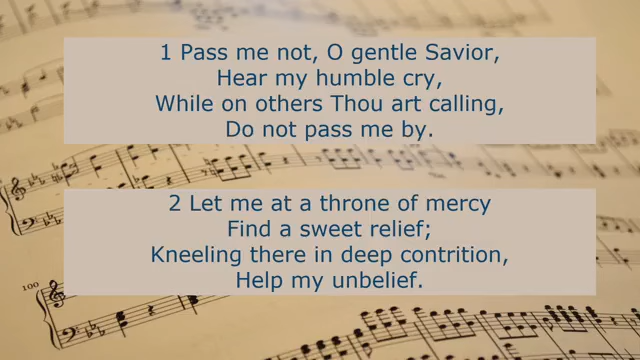 1 Pass me not, O gentle Savior,
Hear my humble cry,
While on others Thou art calling,
Do not pass me by.
2 Let me at a throne of mercy
Find a sweet relief;
Kneeling there in deep contrition,
Help my unbelief.
100